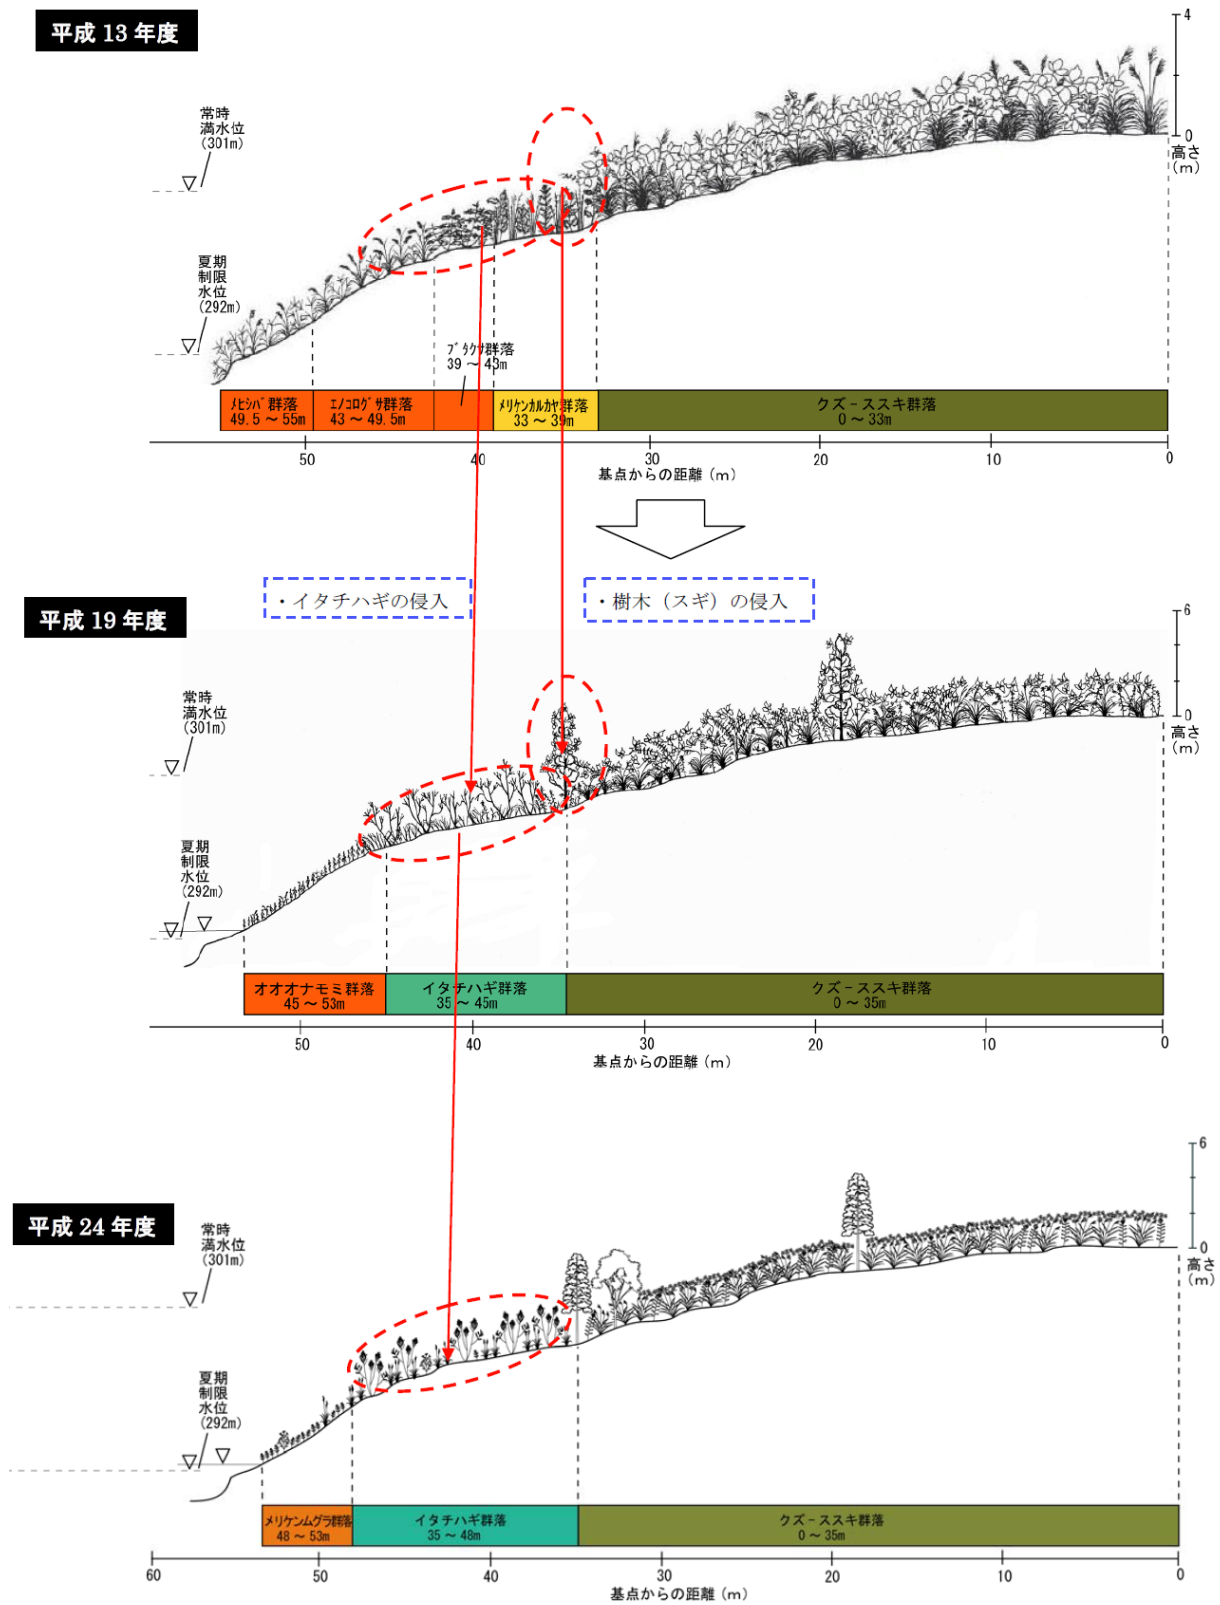 平成 13 年度
4
0
高さ
(m)
常時
満水位
(301m)
夏期
制限
水位
(292m)
ブタクサ群落
39 ～ 43m
メヒシバ群落
49.5 ～ 55m
エノコログサ群落
43 ～ 49.5m
メリケンカルカヤ群落
33 ～ 39m
クズ－ススキ群落
0 ～ 33m
50
40
30
20
10
0
基点からの距離 (m)
・イタチハギの侵入
・樹木（スギ）の侵入
平成 19 年度
6
0
高さ
(m)
常時
満水位
(301m)
夏期
制限
水位
(292m)
オオオナモミ群落
45 ～ 53m
イタチハギ群落
35 ～ 45m
クズ－ススキ群落
0 ～ 35m
50
40
30
20
10
0
基点からの距離 (m)
平成 24 年度
6
0
高さ
(m)
常時
満水位
(301m)
夏期
制限
水位
(292m)
メリケンムグラ群落
48 ～ 53m
イタチハギ群落
35 ～ 48m
クズ－ススキ群落
0 ～ 35m
60
50
40
30
20
10
0
基点からの距離 (m)